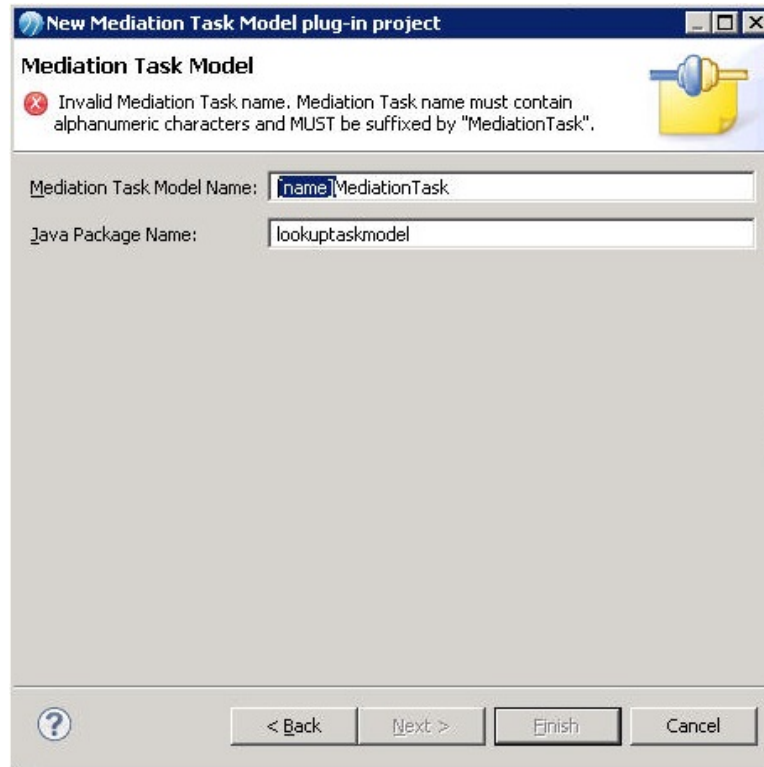 New Mediation Task Model plug-in project
Mediation Task Model
Invalid Mediation Task name. Mediation Task name must contain
alphanumeric characters and MUST be suffixed by "MediationTask".
Mediation Task Model Name: [name]MediationTask
Java Package Name: lookuptaskmodel
?
< Back Next > Finish Cancel